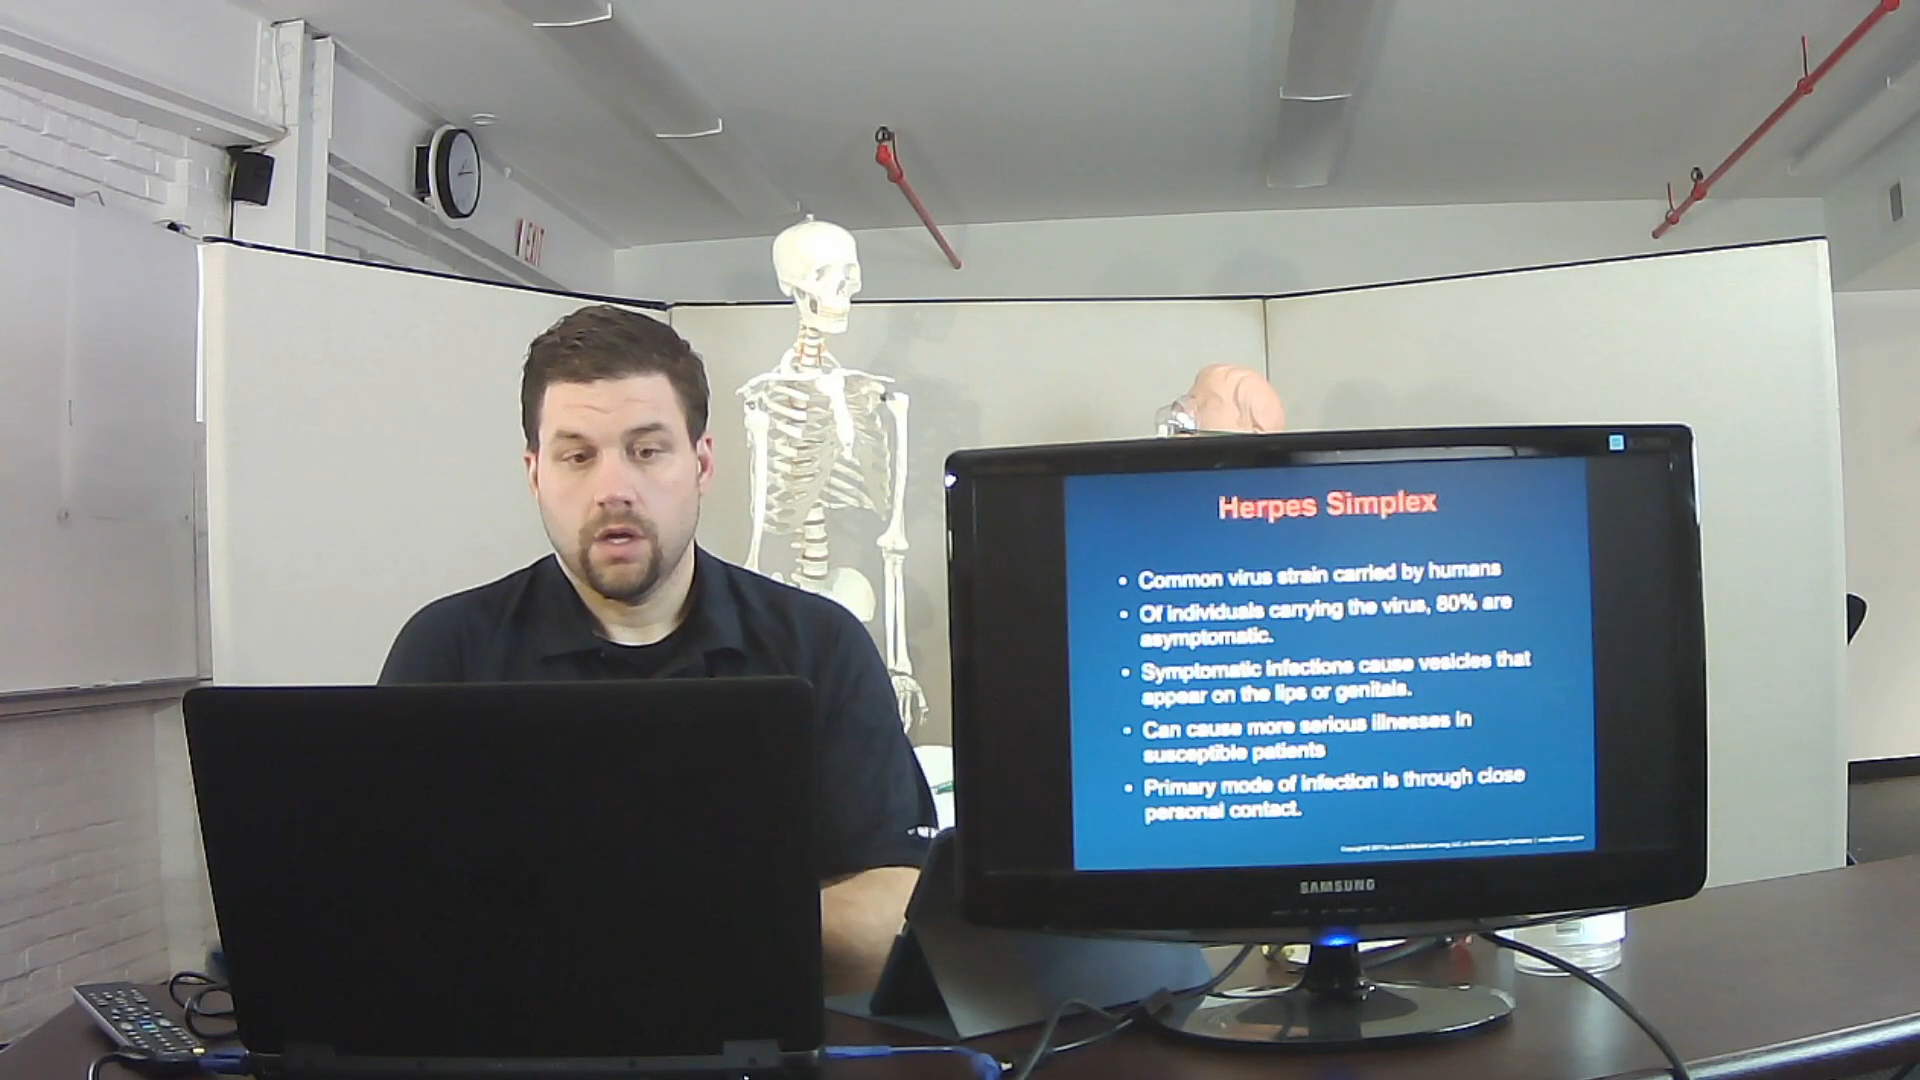 EXIT
Herpes Simplex
• Common virus strain carried by humans
• Of individuals carrying the virus, 80% are
asymptomatic.
• Symptomatic infections cause vesicles that
appear on the lips or genitals.
• Can cause more serious illnesses in
susceptible patients
• Primary mode of infection is through close
personal contact.
SAMSUNG